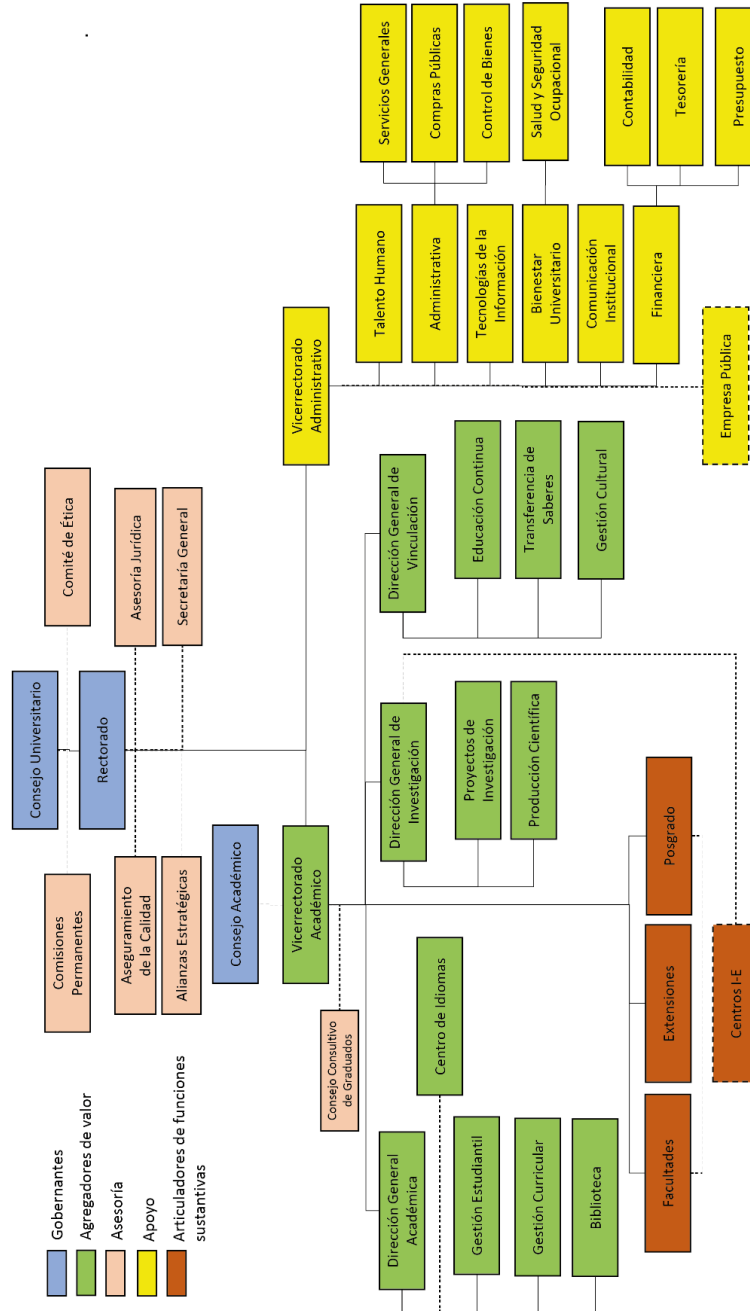 Gobernantes
Agregadores de valor
Asesoría
Apoyo
Articuladores de funciones
sustantivas
Consejo Universitario
Comisiones
Permanentes
Comité de Ética
Rectorado
Aseguramiento
de la Calidad
Asesoría Jurídica
Alianzas Estratégicas
Secretaría General
Consejo Académico
Vicerrectorado
Académico
Vicerrectorado
Administrativo
Consejo Consultivo
de Graduados
Dirección General
Académica
Centro de Idiomas
Gestión Estudiantil
Gestión Curricular
Biblioteca
Dirección General de
Investigación
Proyectos de
Investigación
Producción Científica
Dirección General de
Vinculación
Educación Continua
Transferencia de
Saberes
Gestión Cultural
Talento Humano
Administrativa
Tecnologías de la
Información
Bienestar
Universitario
Comunicación
Institucional
Financiera
Servicios Generales
Compras Públicas
Control de Bienes
Salud y Seguridad
Ocupacional
Contabilidad
Tesorería
Presupuesto
Facultades
Extensiones
Posgrado
Centros I-E
Empresa Pública